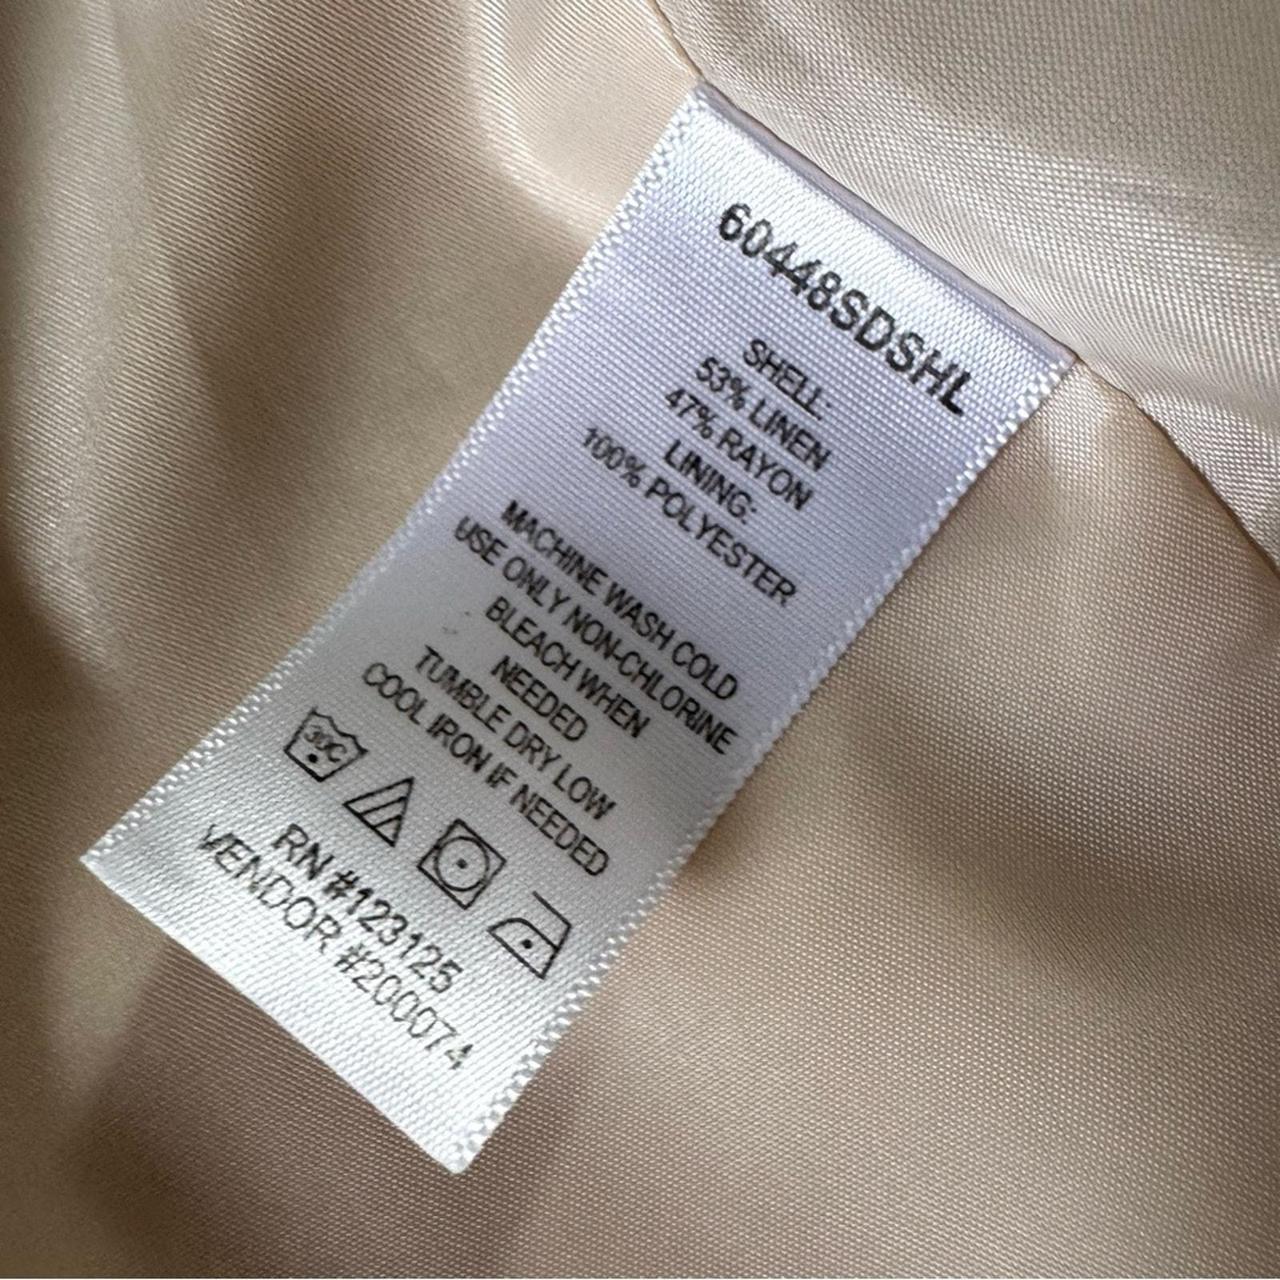 60448SDSHL
SHELL:
53% LINEN
47% RAYON
LINING:
100% POLYESTER
MACHINE WASH COLD
USE ONLY NON-CHLORINE
BLEACH WHEN
NEEDED
TUMBLE DRY LOW
COOL IRON IF NEEDED
30C
RN #123125
VENDOR #200074